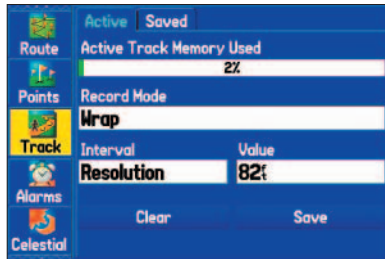 Active Saved
Route
Active Track Memory Used
2%
Points
Record Mode
Wrap
Track
Interval Value
Resolution 82ft
Alarms
Clear Save
Celestial